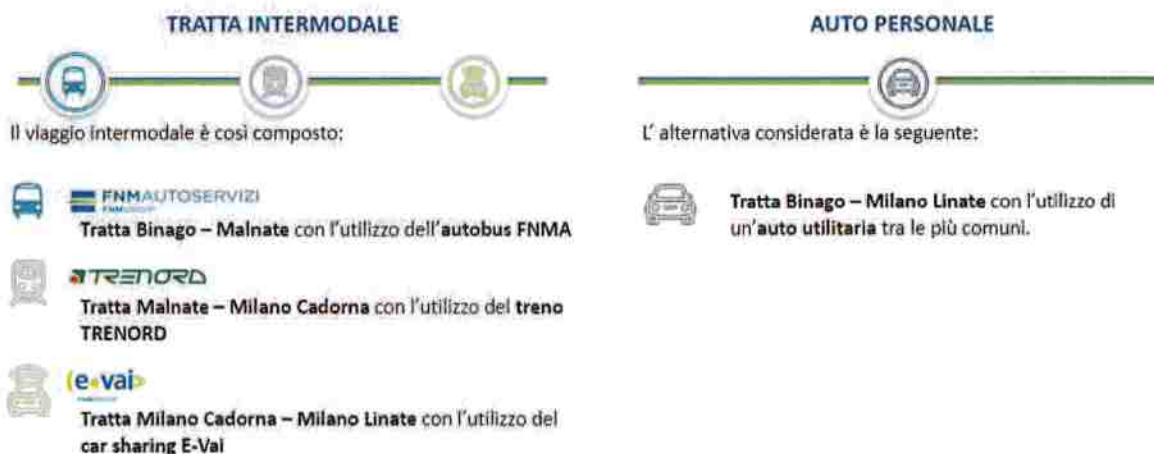 TRATTA INTERMODALE
Il viaggio intermodale è così composto:
FNMAUTOSERVIZI
Tratta Binago – Malnate con l'utilizzo dell'autobus FNMA
TRENORD
Tratta Malnate – Milano Cadorna con l'utilizzo del treno
TRENORD
e-vai
Tratta Milano Cadorna – Milano Linate con l'utilizzo del
car sharing E-Vai
AUTO PERSONALE
L' alternativa considerata è la seguente:
Tratta Binago – Milano Linate con l'utilizzo di
un'auto utilitaria tra le più comuni.